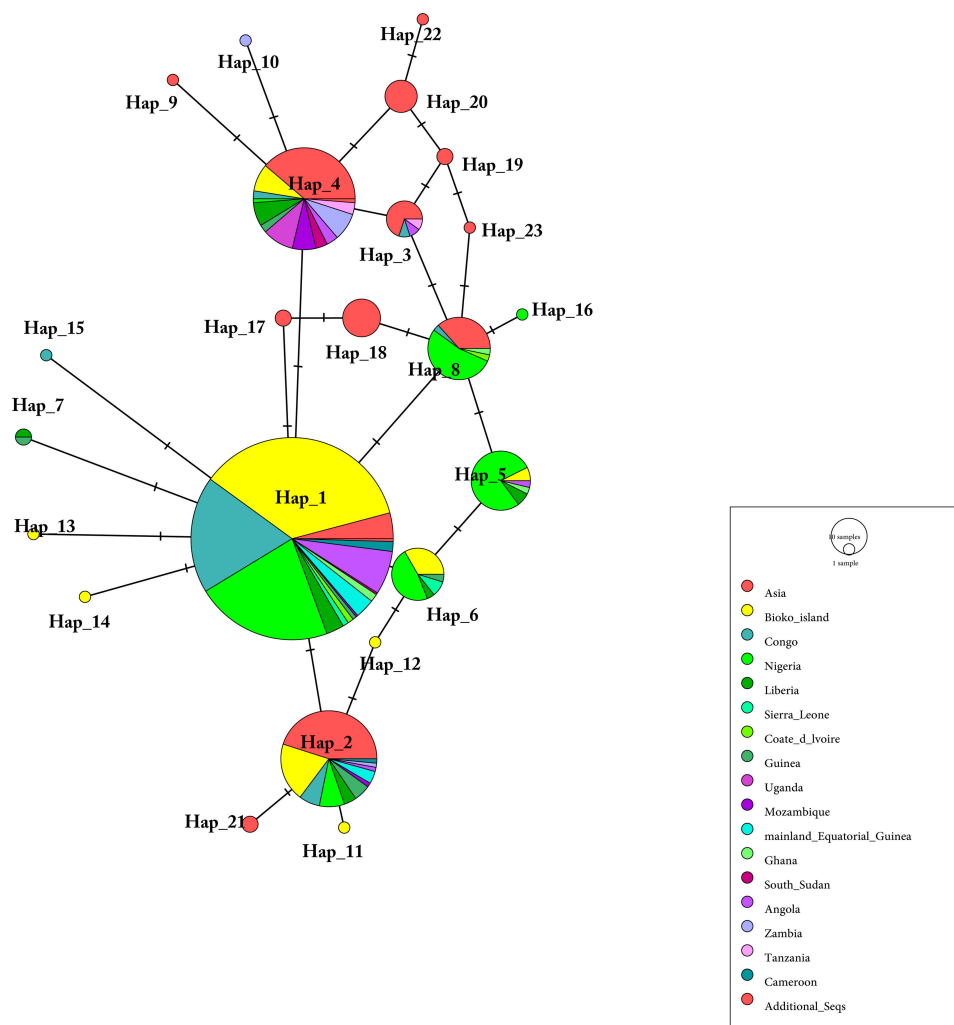 Hap_22
Hap_10
Hap_9
Hap_20
Hap_19
Hap_4
Hap_23
Hap_3
Hap_16
Hap_17
Hap_15
Hap_18
Hap_8
Hap_7
Hap_5
Hap_1
Hap_13
Hap_6
Hap_14
Hap_12
Hap_2
Hap_21
Hap_11
10 samples
1 sample
Asia
Bioko_island
Congo
Nigeria
Liberia
Sierra_Leone
Coate_d_lvoire
Guinea
Uganda
Mozambique
mainland_Equatorial_Guinea
Ghana
South_Sudan
Angola
Zambia
Tanzania
Cameroon
Additional_Seqs